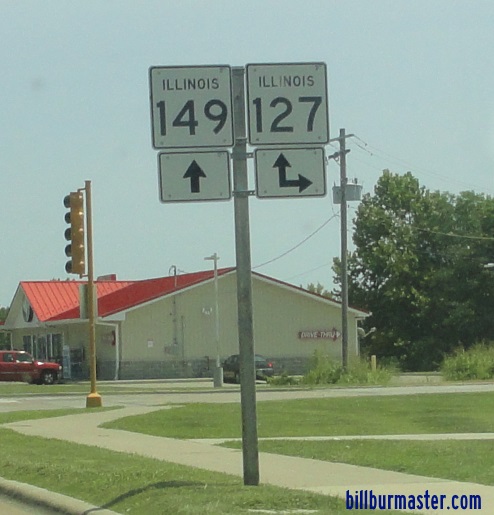 ILLINOIS
149
ILLINOIS
127
DRIVE-THRU
billburmaster.com